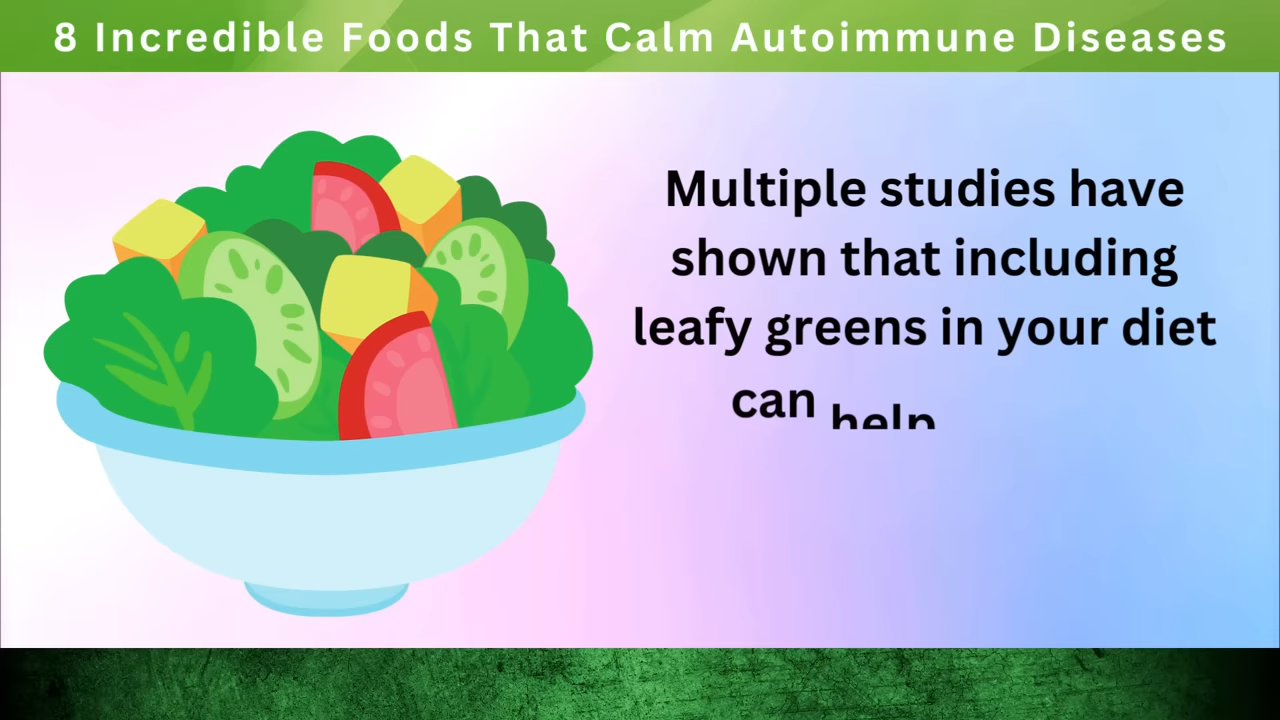 8 Incredible Foods That Calm Autoimmune Diseases
Multiple studies have
shown that including
leafy greens in your diet
can help